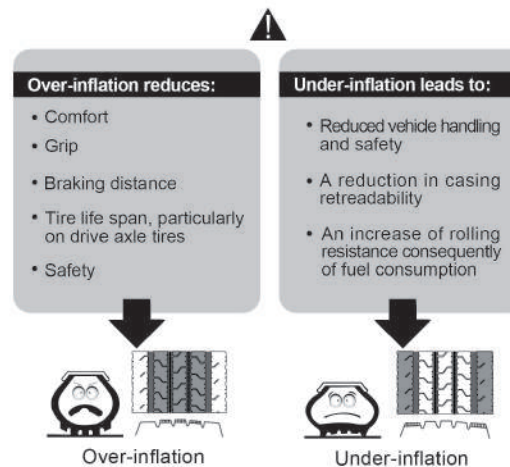 Over-inflation reduces:
• Comfort
• Grip
• Braking distance
• Tire life span, particularly
on drive axle tires
• Safety
Over-inflation
Under-inflation leads to:
• Reduced vehicle handling
and safety
• A reduction in casing
retreadability
• An increase of rolling
resistance consequently
of fuel consumption
Under-inflation